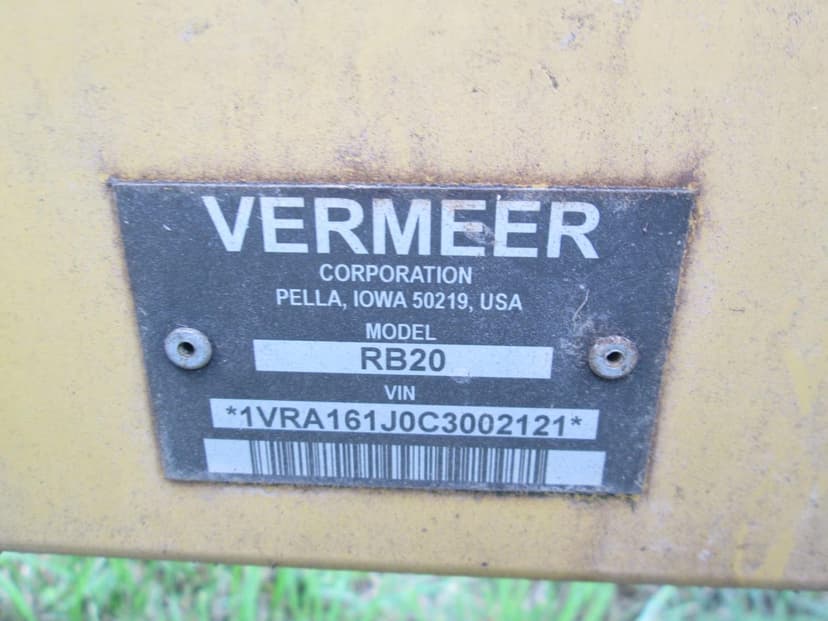 VERMEER
CORPORATION
PELLA, IOWA 50219, USA
MODEL
RB20
VIN
*1VRA161J0C3002121*